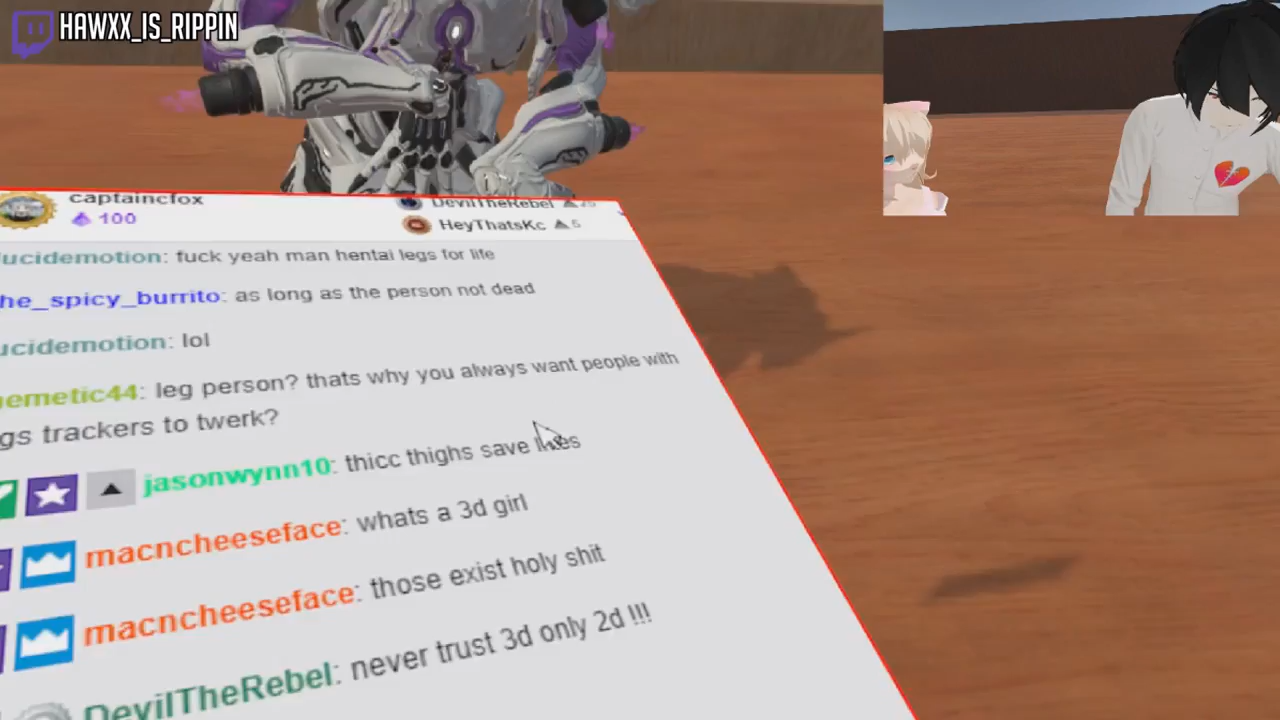 HAWXX_IS_RIPPIN
captaincfox
100
DevilTheRebel 25
HeyThatsKc 5
ucidemotion: fuck yeah man hentai legs for life
he_spicy_burrito: as long as the person not dead
ucidemotion: lol
emetic44: leg person? thats why you always want people with
gs trackers to twerk?
jasonwynn10: thicc thighs save lives
macncheeseface: whats a 3d girl
macncheeseface: those exist holy shit
DevilTheRebel: never trust 3d only 2d !!!